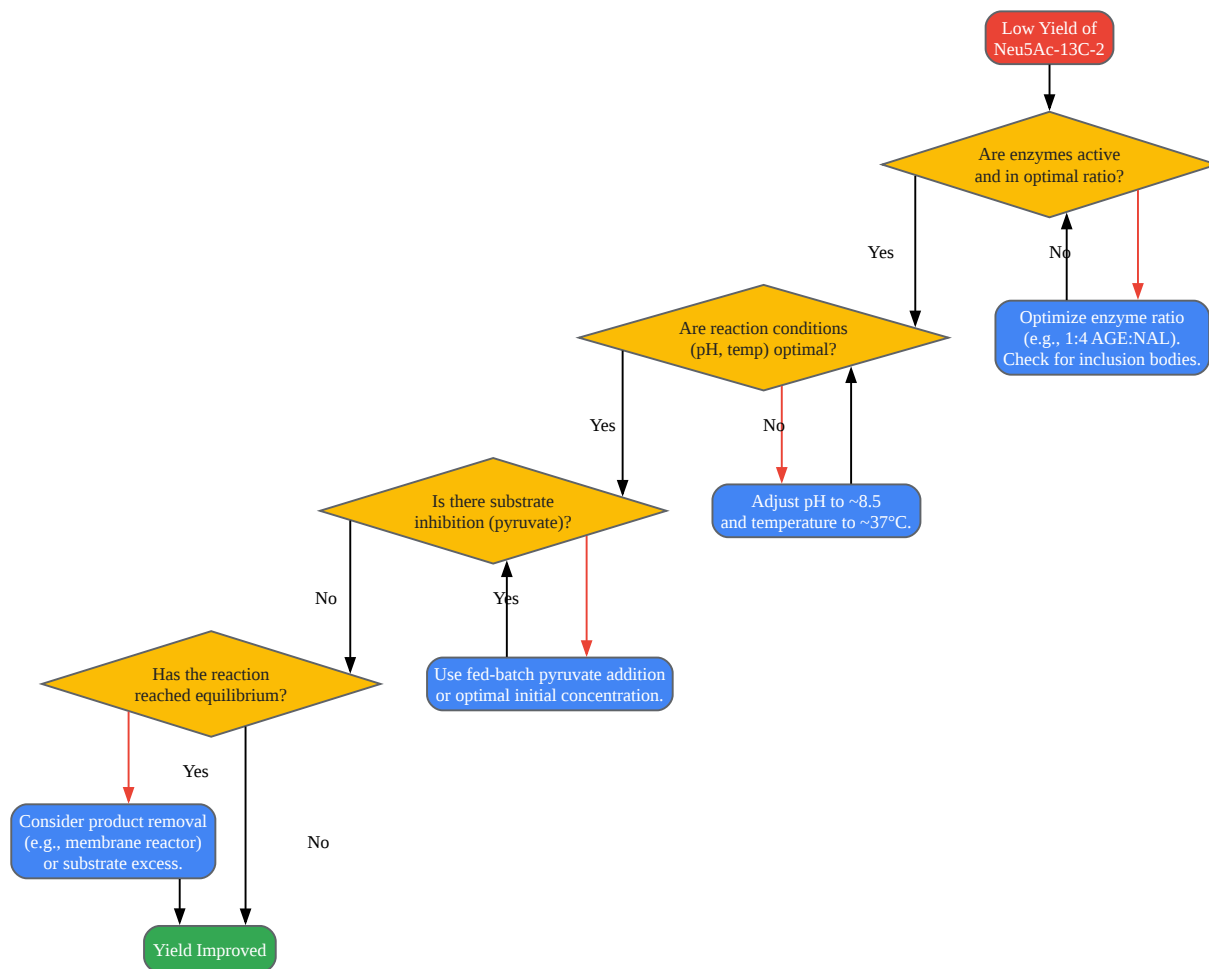 Low Yield of
Neu5Ac-13C-2
Are enzymes active
and in optimal ratio?
Yes
No
Optimize enzyme ratio
(e.g., 1:4 AGE:NAL).
Check for inclusion bodies.
Are reaction conditions
(pH, temp) optimal?
Yes
No
Adjust pH to ~8.5
and temperature to ~37°C.
Is there substrate
inhibition (pyruvate)?
No
Yes
Use fed-batch pyruvate addition
or optimal initial concentration.
Has the reaction
reached equilibrium?
Yes
No
Consider product removal
(e.g., membrane reactor)
or substrate excess.
Yield Improved